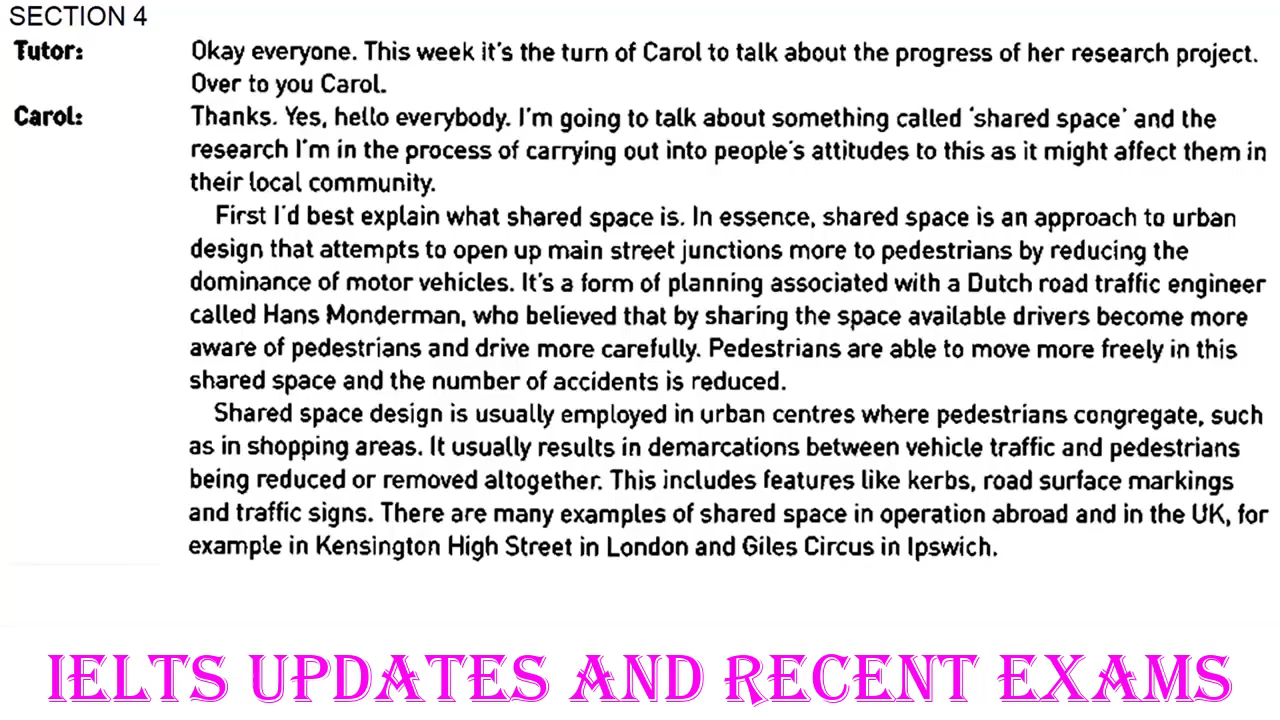 SECTION 4
Tutor: Okay everyone. This week it's the turn of Carol to talk about the progress of her research project.
Over to you Carol.
Carol: Thanks. Yes, hello everybody. I'm going to talk about something called 'shared space' and the
research I'm in the process of carrying out into people's attitudes to this as it might affect them in
their local community.
First I'd best explain what shared space is. In essence, shared space is an approach to urban
design that attempts to open up main street junctions more to pedestrians by reducing the
dominance of motor vehicles. It's a form of planning associated with a Dutch road traffic engineer
called Hans Monderman, who believed that by sharing the space available drivers become more
aware of pedestrians and drive more carefully. Pedestrians are able to move more freely in this
shared space and the number of accidents is reduced.
Shared space design is usually employed in urban centres where pedestrians congregate, such
as in shopping areas. It usually results in demarcations between vehicle traffic and pedestrians
being reduced or removed altogether. This includes features like kerbs, road surface markings
and traffic signs. There are many examples of shared space in operation abroad and in the UK, for
example in Kensington High Street in London and Giles Circus in Ipswich.
IELTS UPDATES AND RECENT EXAMS